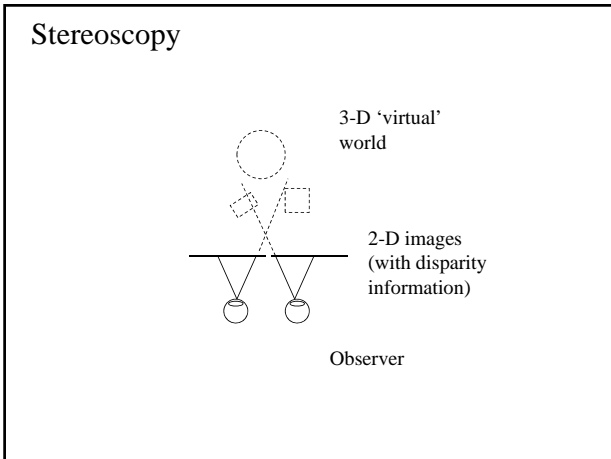 Stereoscopy
3-D ‘virtual’
world
2-D images
(with disparity
information)
Observer